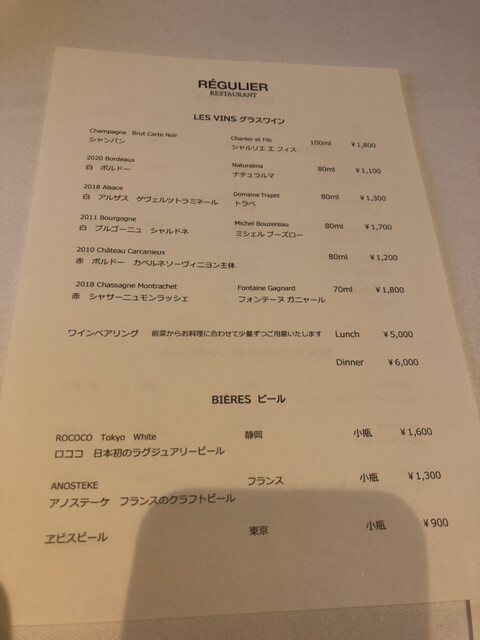 RÉGULIER
RESTAURANT
LES VINS グラスワイン
Champagne Brut Carte Noir Charlier et Fils 100ml ¥1,800
シャンパン シャルリエ エ フィス
2020 Bordeaux Naturalma 80ml ¥1,100
白 ボルドー ナチュラルマ
2018 Alsace Domaine Trapet 80ml ¥1,300
白 アルザス ゲヴェルツトラミネール トラペ
2011 Bourgogne Michel Bouzereau 80ml ¥1,700
白 ブルゴーニュ シャルドネ ミシェル ブーズロー
2010 Château Carcanieux 80ml ¥1,200
赤 ボルドー カベルネソーヴィニヨン主体
2018 Chassagne Montrachet Fontaine Gagnard 70ml ¥1,800
赤 シャサーニュモンラッシェ フォンテーヌ ガニャール
ワインペアリング 前菜からお料理に合わせて少量ずつご用意いたします Lunch ¥5,000
Dinner ¥6,000
BIÈRES ビール
ROCOCO Tokyo White 静岡 小瓶 ¥1,600
ロココ 日本初のラグジュアリービール
ANOSTEKE フランス 小瓶 ¥1,300
アノステーケ フランスのクラフトビール
ヱビスビール 東京 小瓶 ¥900